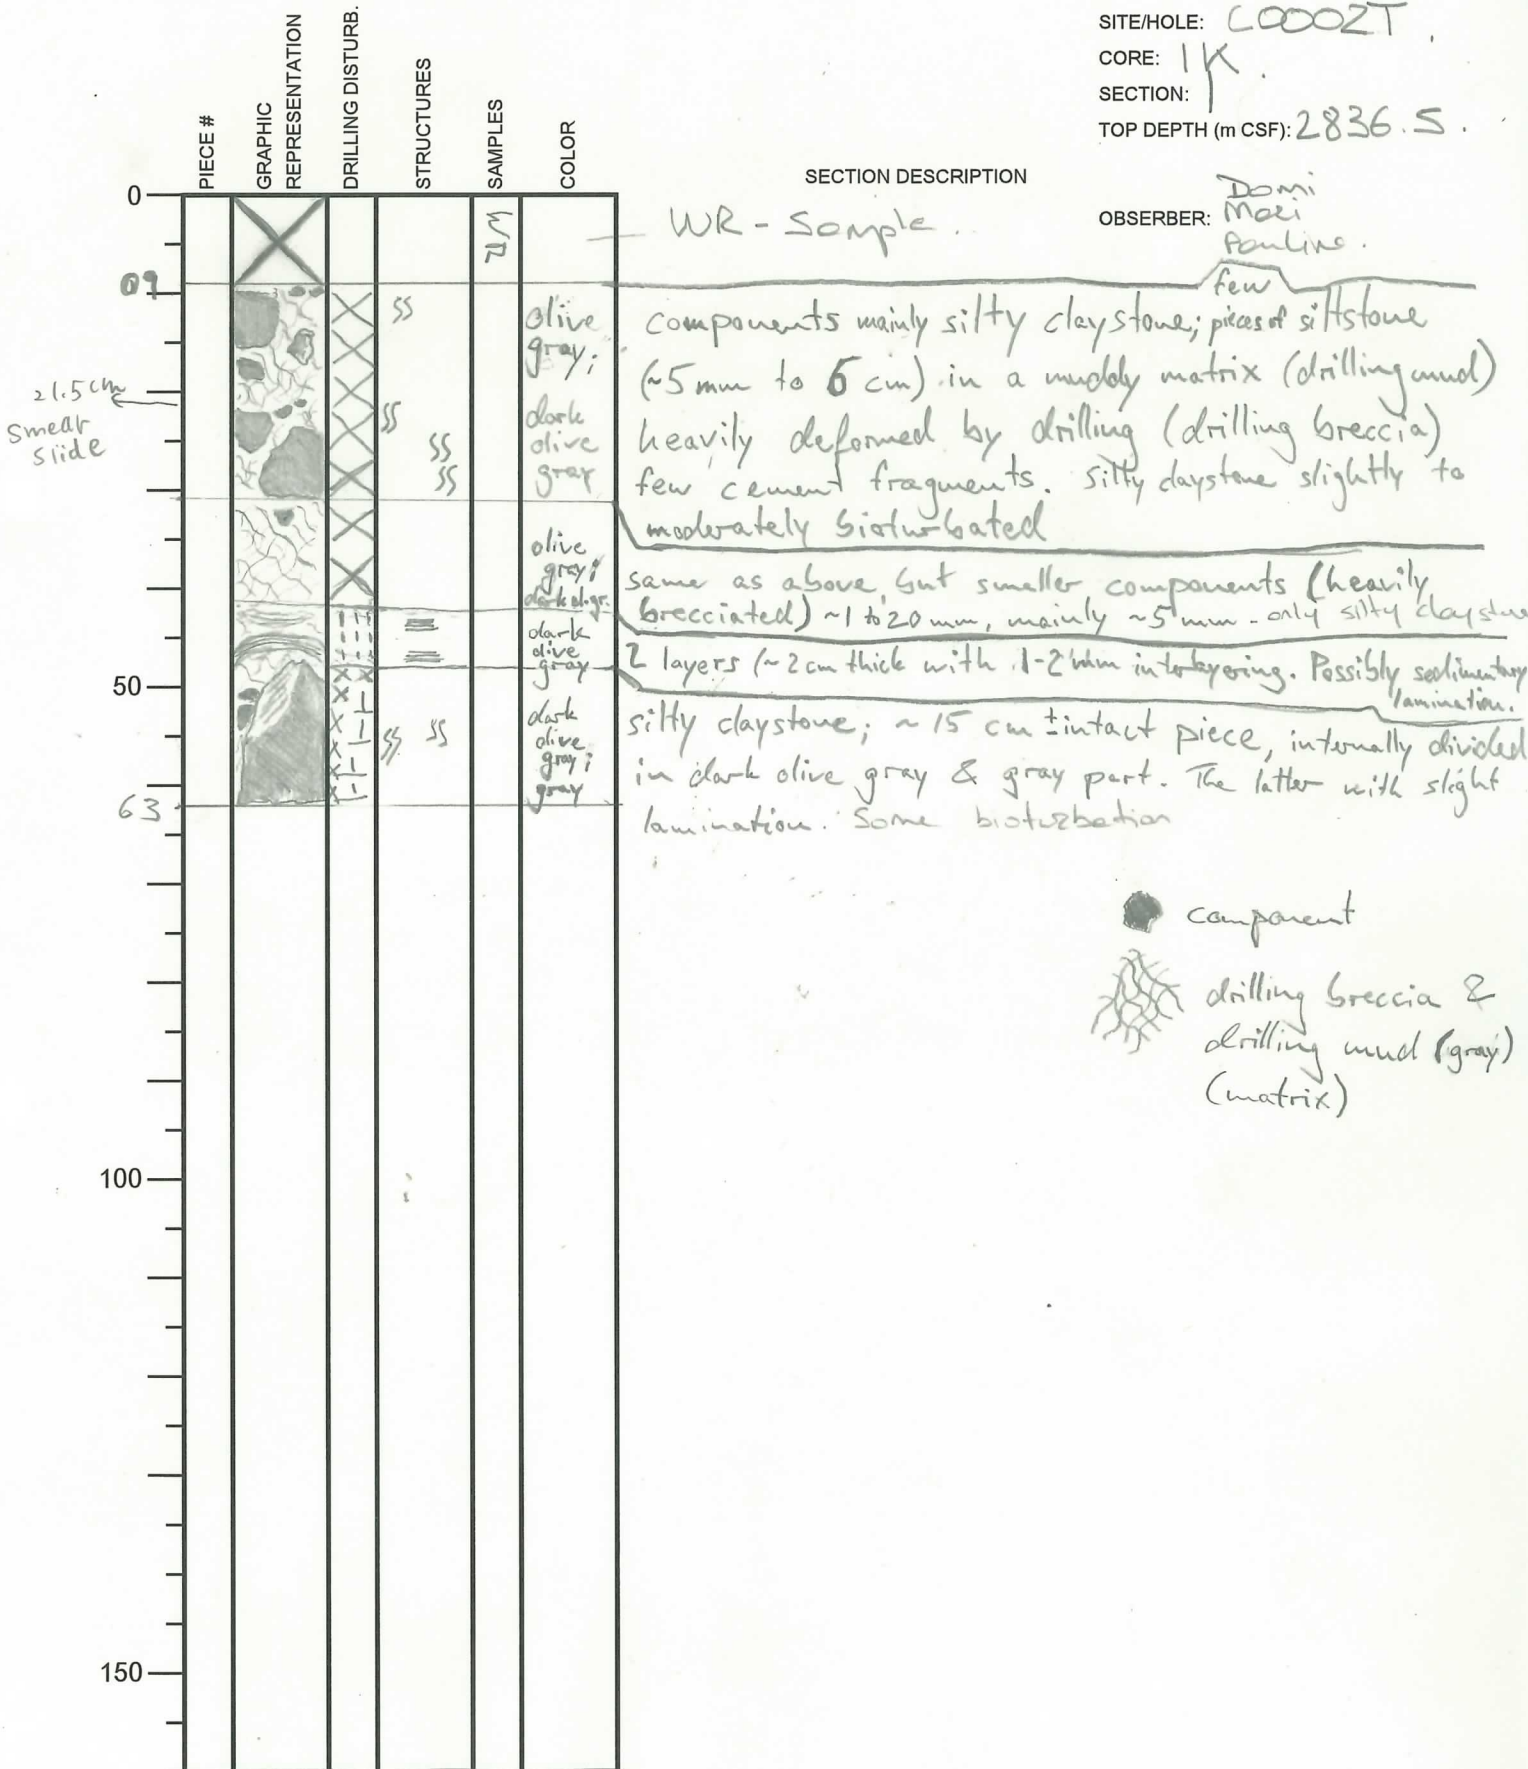 SITE/HOLE: C0002T
CORE: 1K
SECTION: 1
TOP DEPTH (m CSF): 2836.5
PIECE #
GRAPHIC
REPRESENTATION
DRILLING DISTURB.
STRUCTURES
SAMPLES
COLOR
SECTION DESCRIPTION
OBSERBER: Domi
Mari
Pauline
0
WR - Sample
WR
09
few
olive
gray;
components mainly silty claystone; pieces of siltstone
(~5 mm to 6 cm) in a muddy matrix (drilling mud)
21.5 cm
smear
slide
dark
olive
gray
heavily deformed by drilling (drilling breccia)
few cement fragments. Silty claystone slightly to
moderately bioturbated
olive
gray;
dark ol. gr.
same as above, but smaller components (heavily
brecciated) ~1 to 20 mm, mainly ~5 mm - only silty claystone
dark
olive
gray
2 layers (~2 cm thick with 1-2 mm interlayering. Possibly sedimentary
lamination.
50
dark
olive
gray;
gray
silty claystone; ~15 cm ± intact piece, internally divided
in dark olive gray & gray part. The latter with slight
lamination. Some bioturbation
63
component
drilling breccia &
drilling mud (gray)
(matrix)
100
150